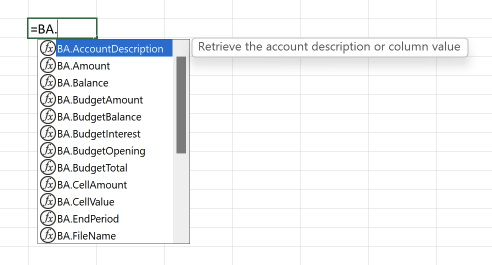 =BA.
BA.AccountDescription
Retrieve the account description or column value
BA.Amount
BA.Balance
BA.BudgetAmount
BA.BudgetBalance
BA.BudgetInterest
BA.BudgetOpening
BA.BudgetTotal
BA.CellAmount
BA.CellValue
BA.EndPeriod
BA.FileName